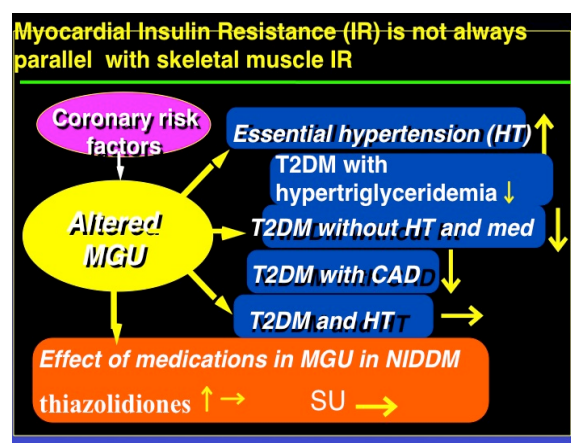 Myocardial Insulin Resistance (IR) is not always
parallel with skeletal muscle IR
Coronary risk
factors
Altered
MGU
Essential hypertension (HT) ↑
T2DM with
hypertriglyceridemia ↓
T2DM without HT and med ↓
T2DM with CAD ↓
T2DM and HT →
Effect of medications in MGU in NIDDM
thiazolidiones ↑ → SU →